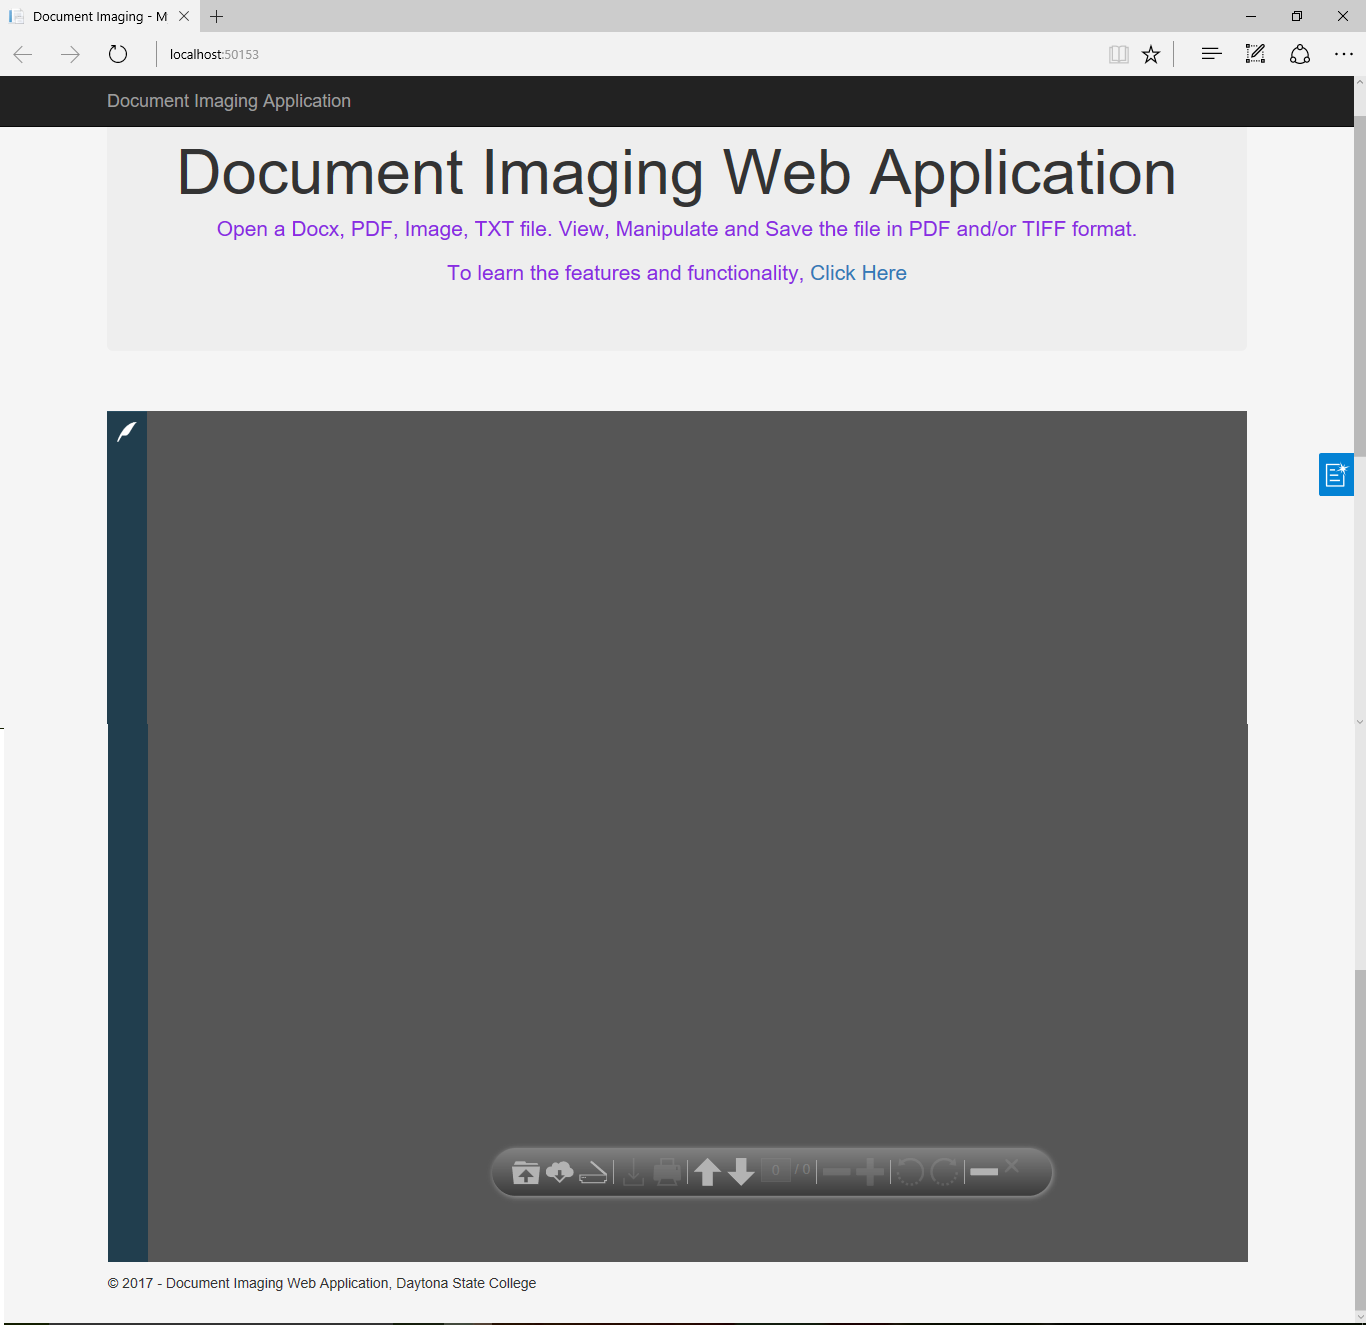 Document Imaging - M
localhost:50153
Document Imaging Application
Document Imaging Web Application
Open a Docx, PDF, Image, TXT file. View, Manipulate and Save the file in PDF and/or TIFF format.
To learn the features and functionality, Click Here
0 / 0
© 2017 - Document Imaging Web Application, Daytona State College